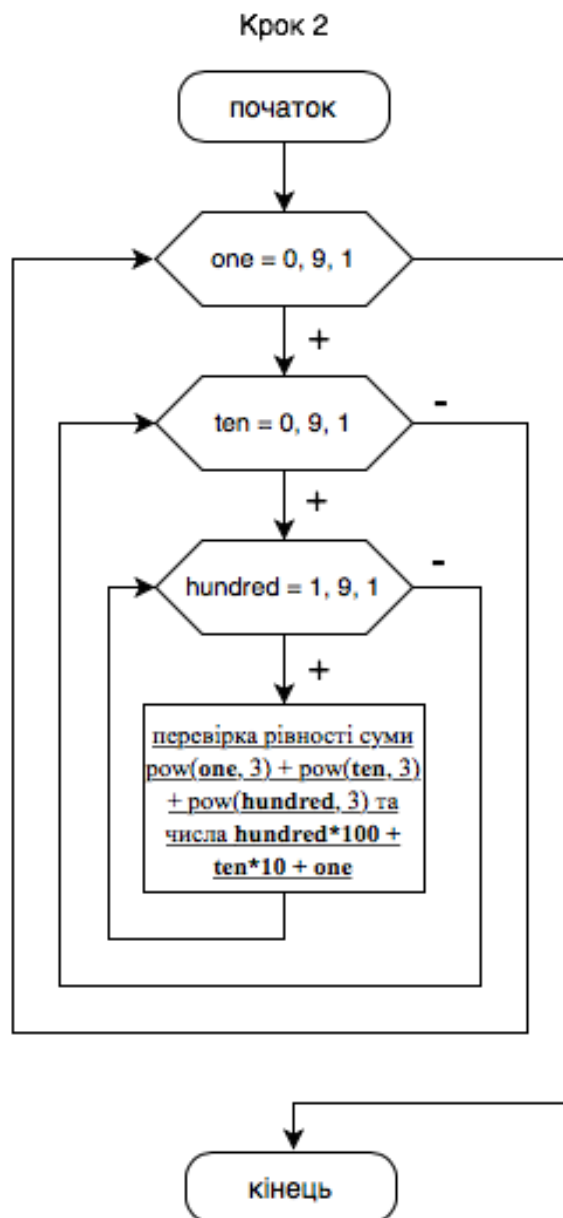 Крок 2
початок
one = 0, 9, 1
+
ten = 0, 9, 1
-
+
hundred = 1, 9, 1
-
+
перевірка рівності суми
pow(one, 3) + pow(ten, 3)
+ pow(hundred, 3) та
числа hundred*100 +
ten*10 + one
кінець